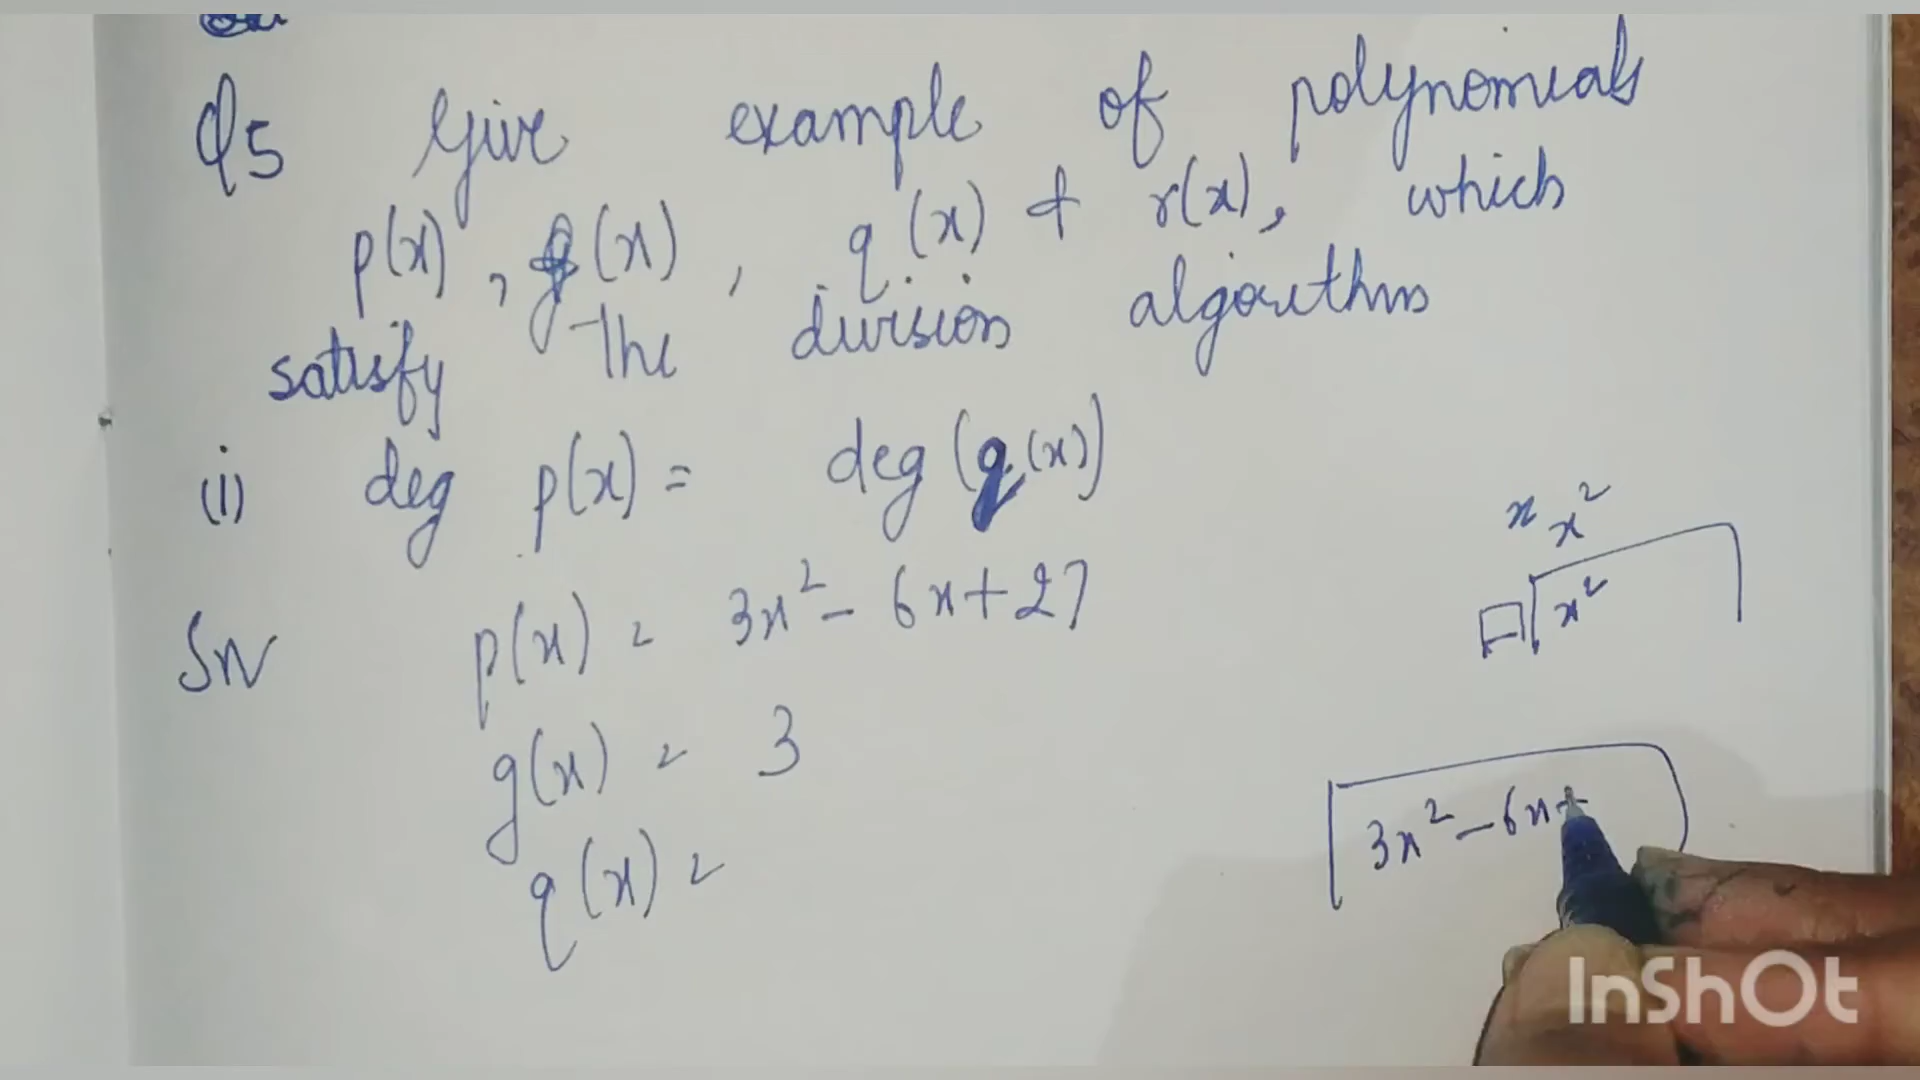 Q5 Give example of polynomials
p(x), g(x), q(x) & r(x), which
satisfy the division algorithm
(i) deg p(x) = deg (q(x))
x x²
x²
Sol p(x) = 3x² - 6x + 27
g(x) = 3
3x² - 6x +
q(x) =
InShOt